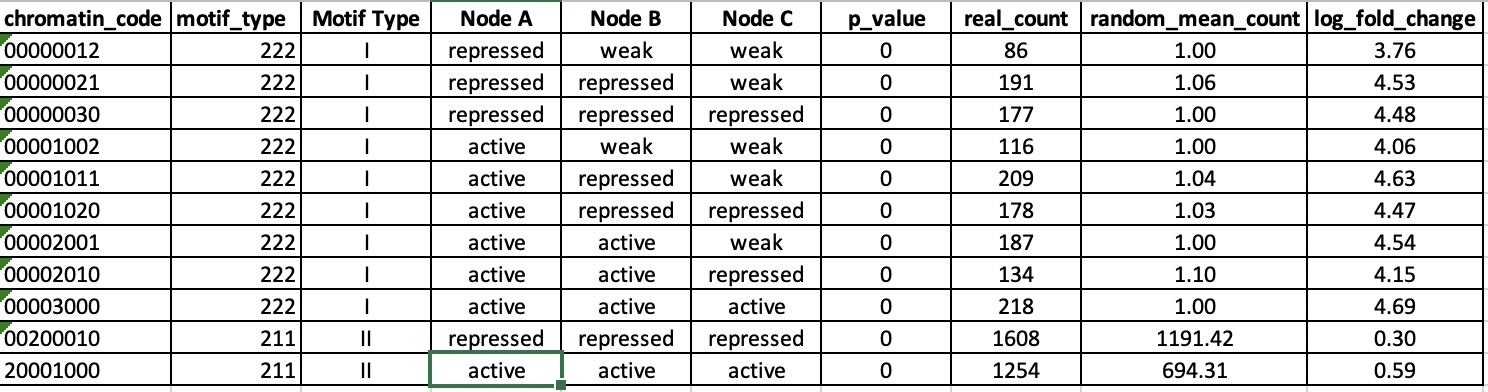 chromatin_code motif_type Motif Type Node A Node B Node C p_value real_count random_mean_count log_fold_change
00000012 222 I repressed weak weak 0 86 1.00 3.76
00000021 222 I repressed repressed weak 0 191 1.06 4.53
00000030 222 I repressed repressed repressed 0 177 1.00 4.48
00001002 222 I active weak weak 0 116 1.00 4.06
00001011 222 I active repressed weak 0 209 1.04 4.63
00001020 222 I active repressed repressed 0 178 1.03 4.47
00002001 222 I active active weak 0 187 1.00 4.54
00002010 222 I active active repressed 0 134 1.10 4.15
00003000 222 I active active active 0 218 1.00 4.69
00200010 211 II repressed repressed repressed 0 1608 1191.42 0.30
20001000 211 II active active active 0 1254 694.31 0.59